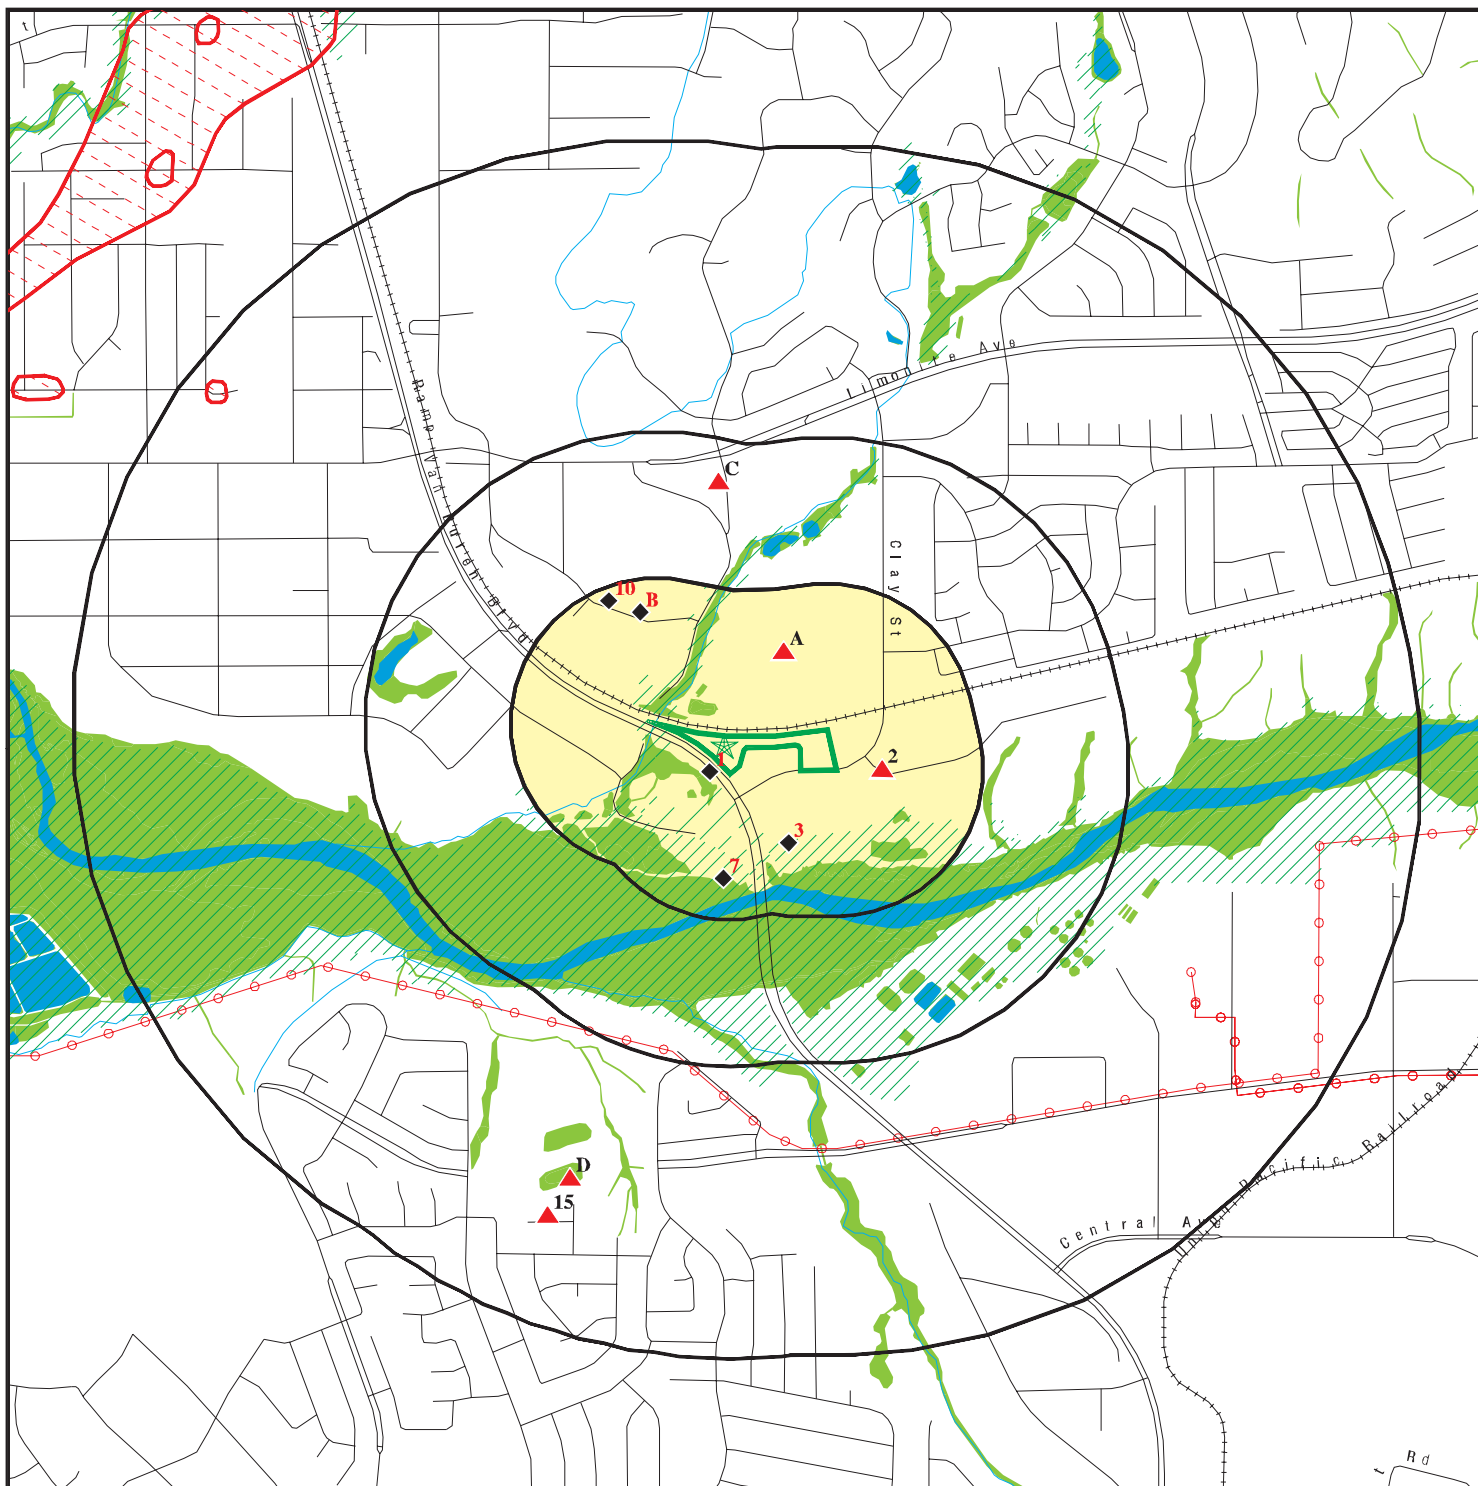 t
Limonite Ave
Ramp
Van Buren Blvd
C
Clay St
10
B
A
1
2
3
7
D
15
Union Pacific Railroad
Central Ave
t
Rd